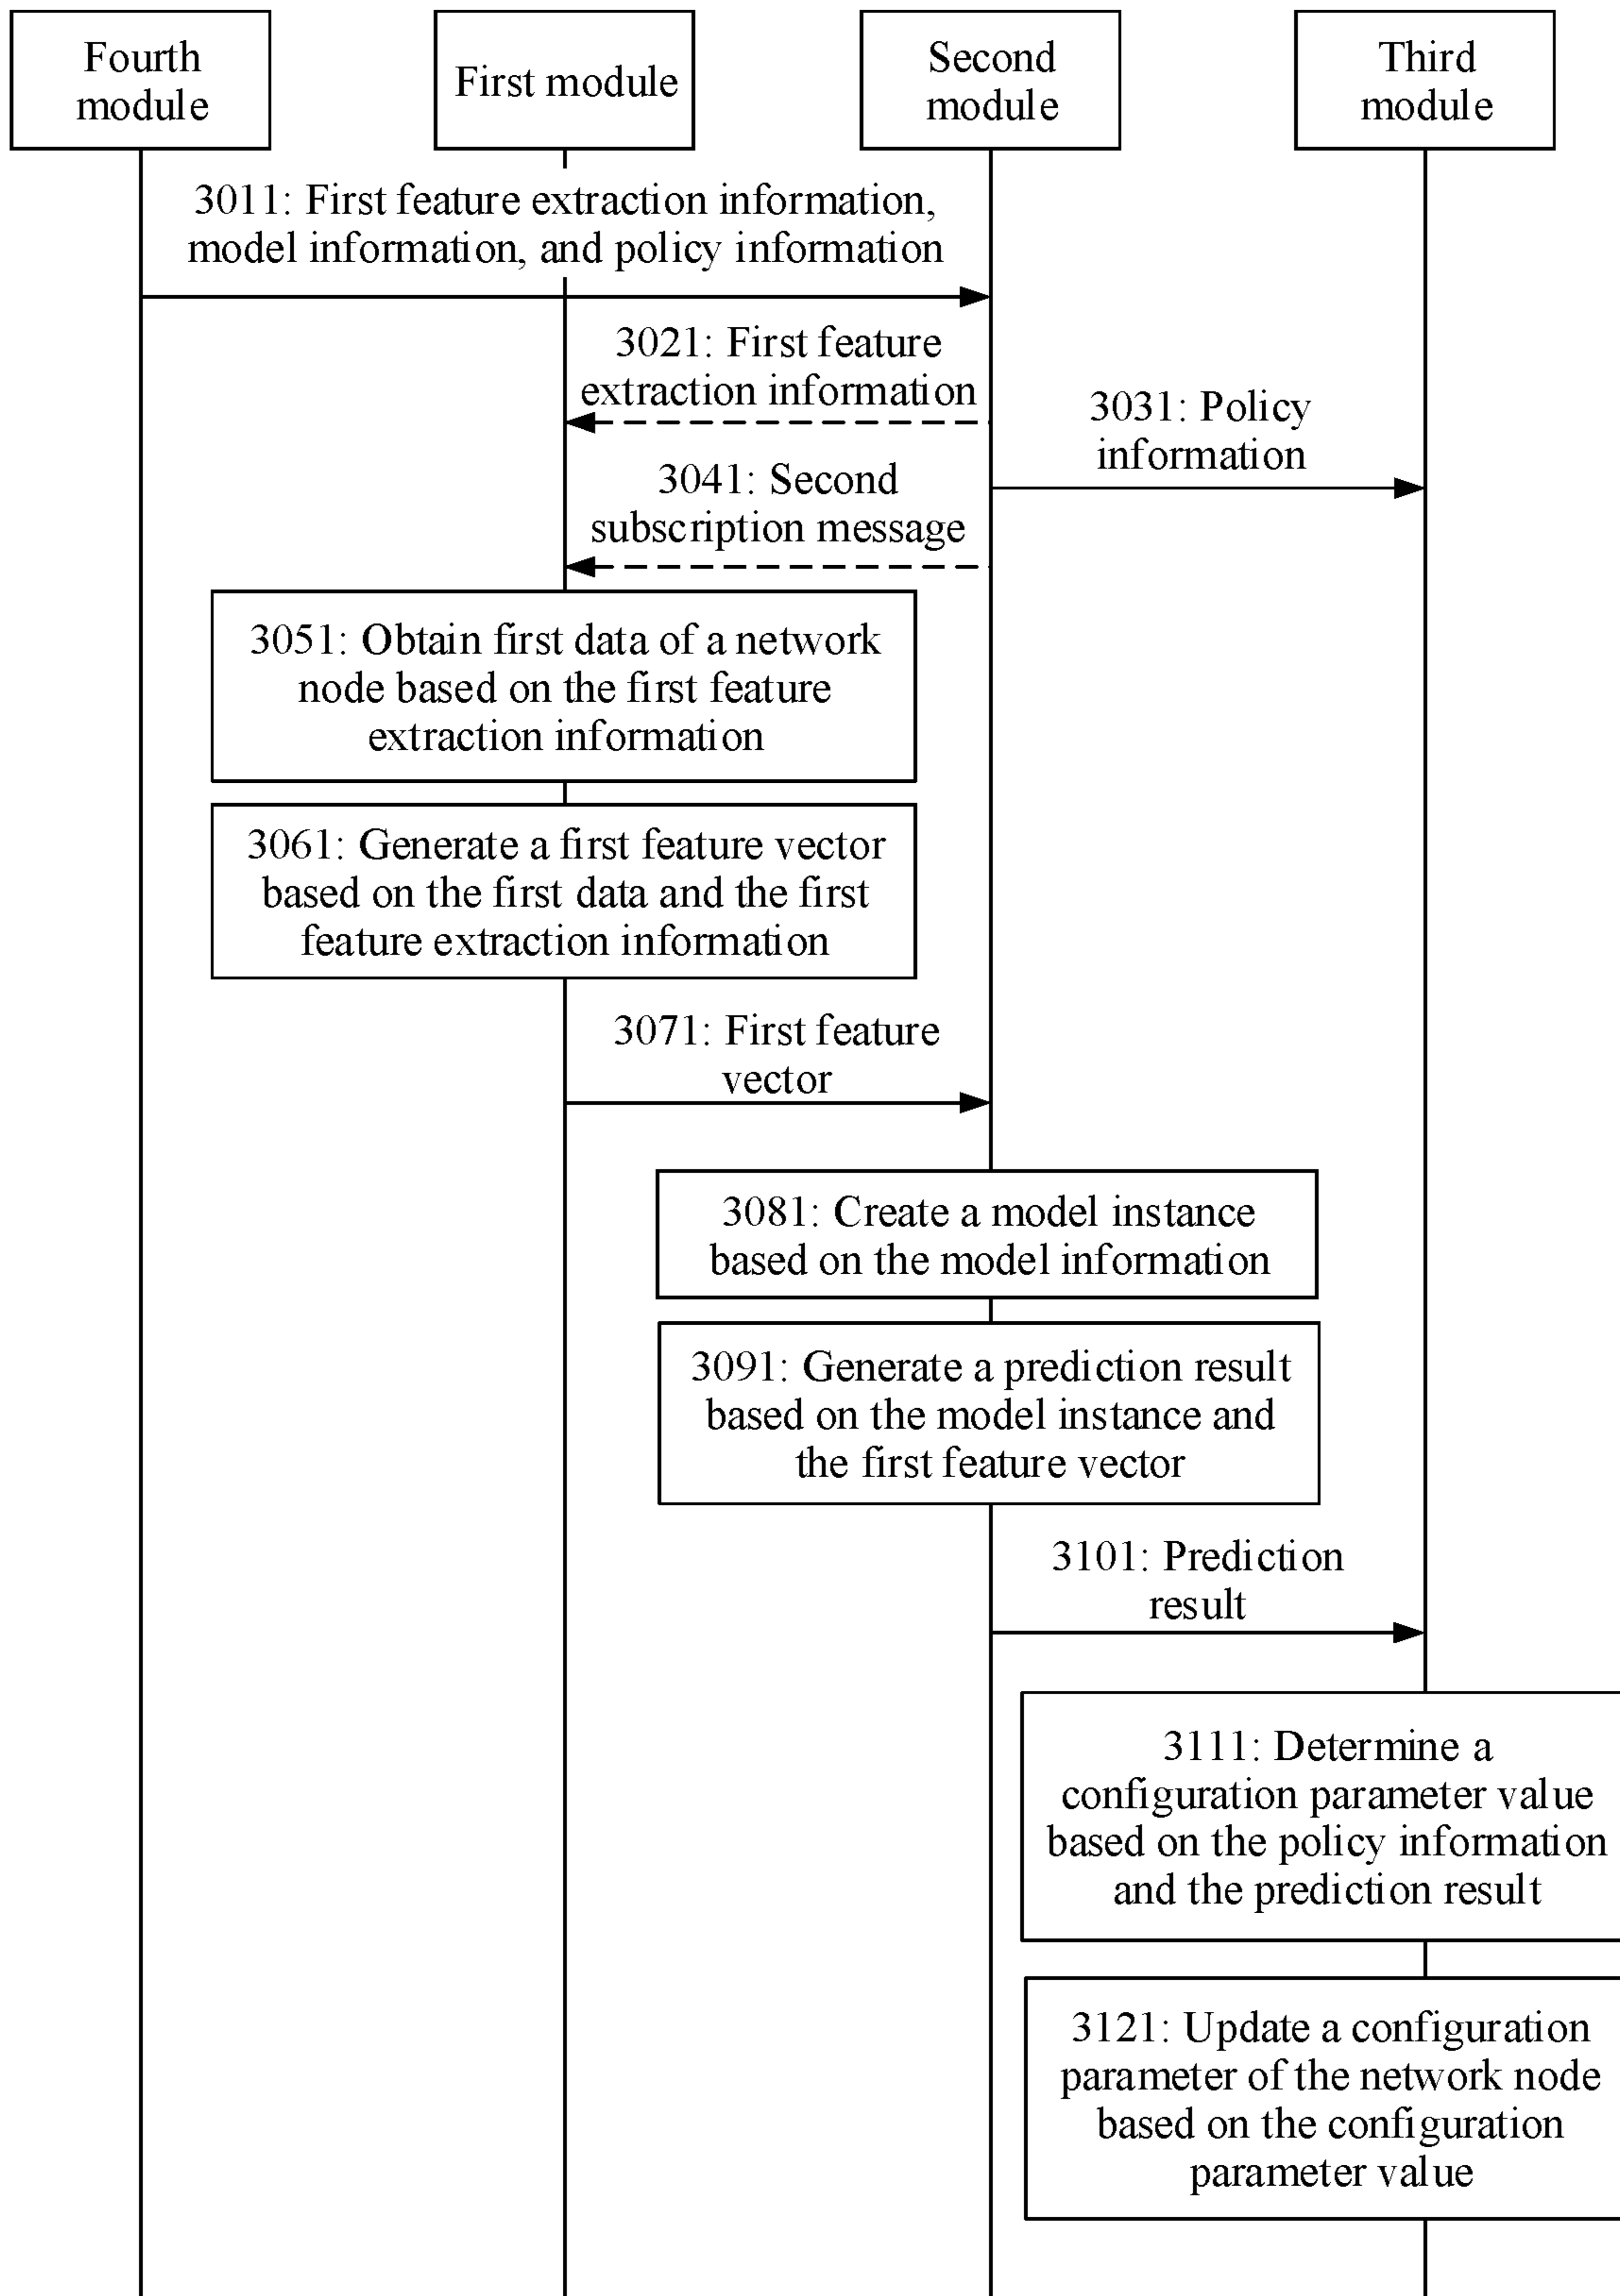 Fourth
module
First module
Second
module
Third
module
3011: First feature extraction information,
model information, and policy information
3021: First feature
extraction information
3031: Policy
information
3041: Second
subscription message
3051: Obtain first data of a network
node based on the first feature
extraction information
3061: Generate a first feature vector
based on the first data and the first
feature extraction information
3071: First feature
vector
3081: Create a model instance
based on the model information
3091: Generate a prediction result
based on the model instance and
the first feature vector
3101: Prediction
result
3111: Determine a
configuration parameter value
based on the policy information
and the prediction result
3121: Update a configuration
parameter of the network node
based on the configuration
parameter value